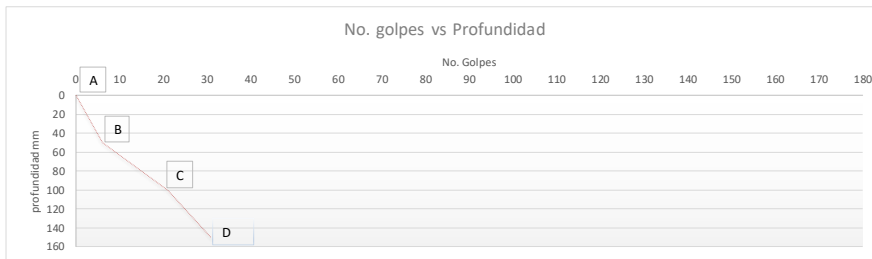 No. golpes vs Profundidad
No. Golpes
0 10 20 30 40 50 60 70 80 90 100 110 120 130 140 150 160 170 180
A
0
20
B
40
60
C
80
100
120
D
140
160
profundidad mm